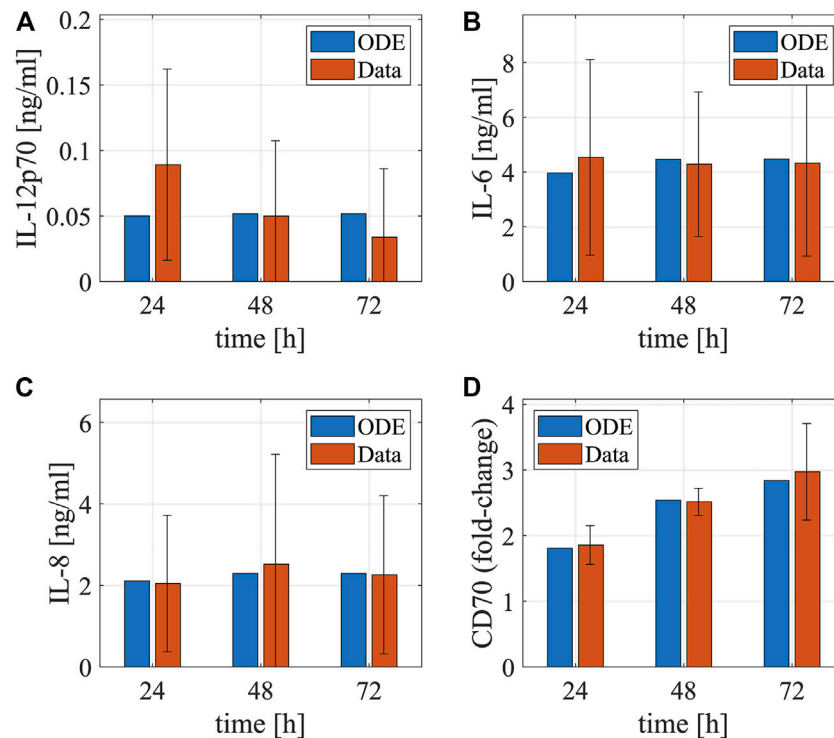 A
IL-12p70 [ng/ml]
0.2
0.15
0.1
0.05
0
24 48 72
time [h]
ODE
Data
B
IL-6 [ng/ml]
8
6
4
2
0
24 48 72
time [h]
ODE
Data
C
IL-8 [ng/ml]
6
4
2
0
24 48 72
time [h]
ODE
Data
D
CD70 (fold-change)
4
3
2
1
0
24 48 72
time [h]
ODE
Data